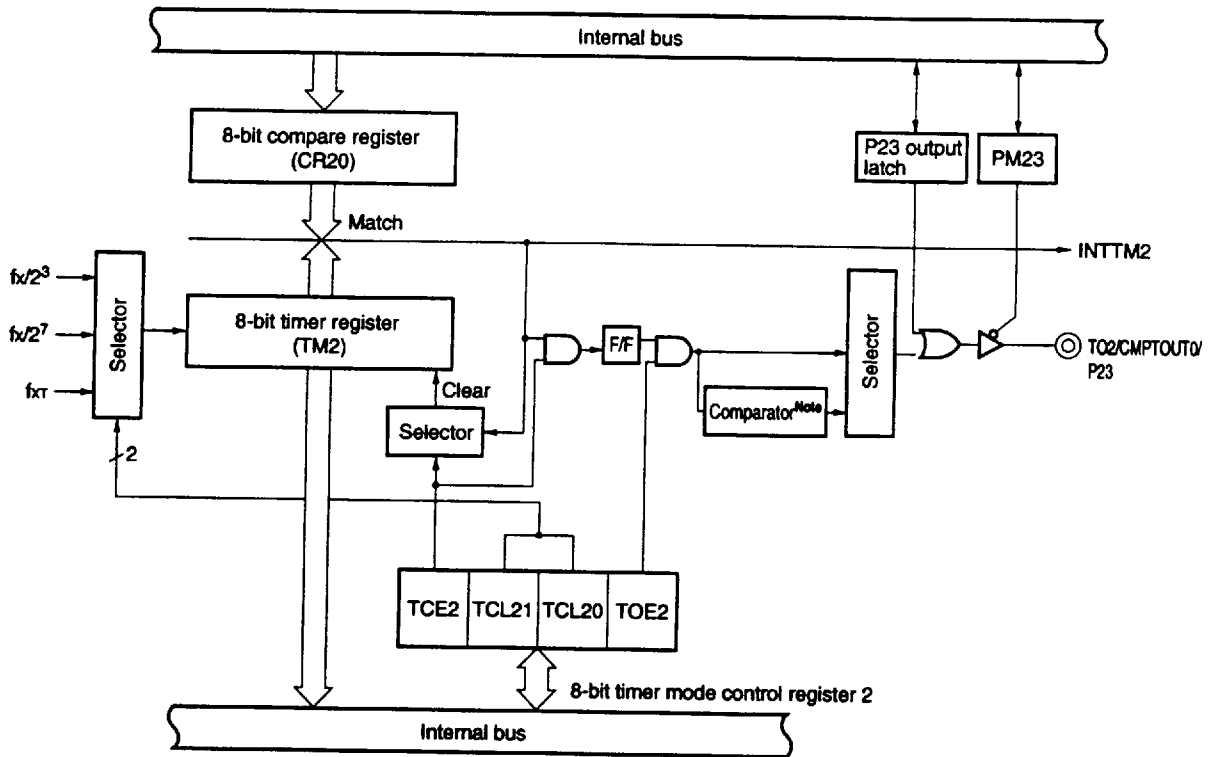 Internal bus
8-bit compare register
(CR20)
P23 output
latch
PM23
Match
INTTM2
fx/2³
fx/2⁷
fXT
Selector
8-bit timer register
(TM2)
Clear
Selector
F/F
Comparator Note
Selector
TO2/CMPTOUT0/
P23
2
TCE2
TCL21
TCL20
TOE2
8-bit timer mode control register 2
Internal bus